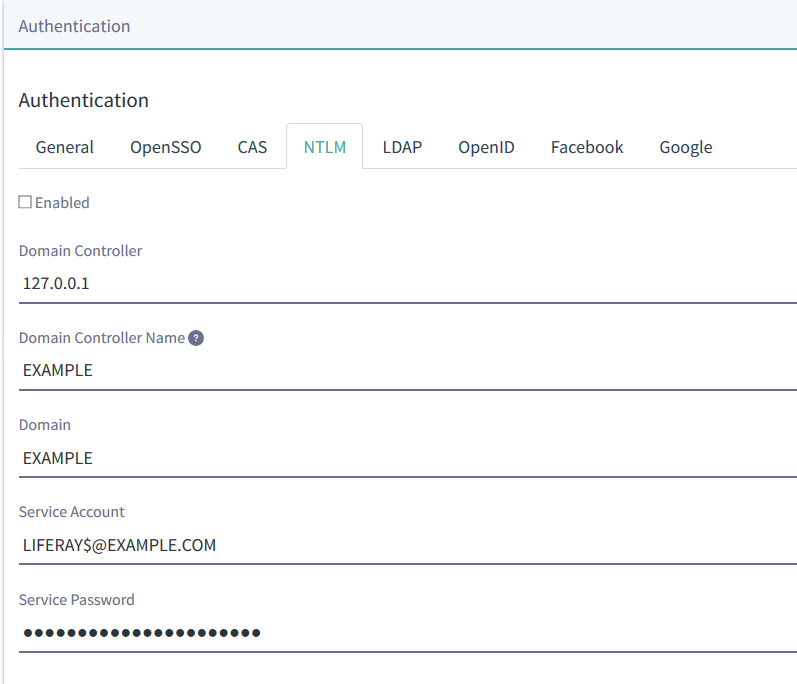 Authentication
Authentication
General OpenSSO CAS NTLM LDAP OpenID Facebook Google
Enabled
Domain Controller
127.0.0.1
Domain Controller Name ?
EXAMPLE
Domain
EXAMPLE
Service Account
LIFERAY$@EXAMPLE.COM
Service Password
●●●●●●●●●●●●●●●●●●●●●●